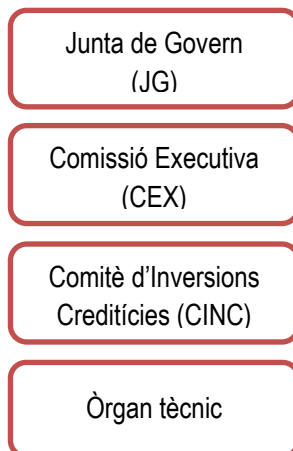 Junta de Govern
(JG)
Comissió Executiva
(CEX)
Comitè d’Inversions
Creditícies (CINC)
Òrgan tècnic